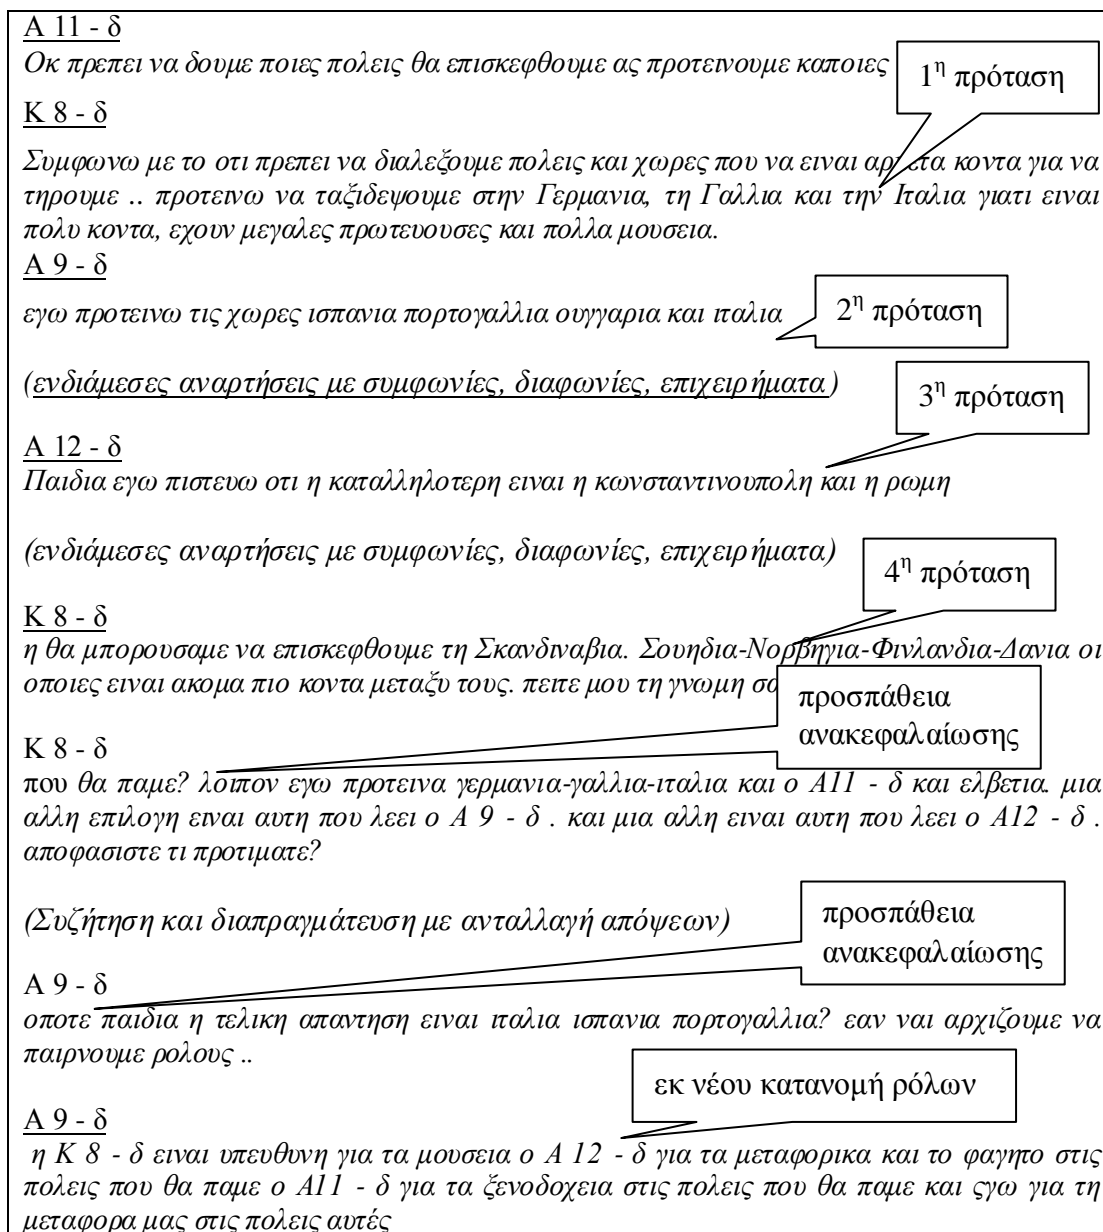 Α 11 - δ
Οκ πρεπει να δουμε ποιες πολεις θα επισκεφθουμε ας προτεινουμε καποιες
1η πρόταση
Κ 8 - δ
Συμφωνω με το οτι πρεπει να διαλεξουμε πολεις και χωρες που να ειναι αρκετα κοντα για να
τηρουμε .. προτεινω να ταξιδεψουμε στην Γερμανια, τη Γαλλια και την Ιταλια γιατι ειναι
πολυ κοντα, εχουν μεγαλες πρωτευουσες και πολλα μουσεια.
Α 9 - δ
εγω προτεινω τις χωρες ισπανια πορτογαλλια ουγγαρια και ιταλια
2η πρόταση
(ενδιάμεσες αναρτήσεις με συμφωνίες, διαφωνίες, επιχειρήματα )
3η πρόταση
Α 12 - δ
Παιδια εγω πιστευω οτι η καταλληλοτερη ειναι η κωνσταντινουπολη και η ρωμη
(ενδιάμεσες αναρτήσεις με συμφωνίες, διαφωνίες, επιχειρήματα)
4η πρόταση
Κ 8 - δ
η θα μπορουσαμε να επισκεφθουμε τη Σκανδιναβια. Σουηδια-Νορβηγια-Φινλανδια-Δανια οι
οποιες ειναι ακομα πιο κοντα μεταξυ τους. πειτε μου τη γνωμη
προσπάθεια
ανακεφαλαίωσης
Κ 8 - δ
που θα παμε? λοιπον εγω προτεινα γερμανια-γαλλια-ιταλια και ο Α11 - δ και ελβετια. μια
αλλη επιλογη ειναι αυτη που λεει ο Α 9 - δ . και μια αλλη ειναι αυτη που λεει ο Α12 - δ .
αποφασιστε τι προτιματε?
(Συζήτηση και διαπραγμάτευση με ανταλλαγή απόψεων)
προσπάθεια
ανακεφαλαίωσης
Α 9 - δ
οποτε παιδια η τελικη απαντηση ειναι ιταλια ισπανια πορτογαλλια? εαν ναι αρχιζουμε να
παιρνουμε ρολους ..
εκ νέου κατανομή ρόλων
Α 9 - δ
η Κ 8 - δ ειναι υπευθυνη για τα μουσεια ο Α 12 - δ για τα μεταφορικα και το φαγητο στις
πολεις που θα παμε ο Α11 - δ για τα ξενοδοχεια στις πολεις που θα παμε και ςγω για τη
μεταφορα μας στις πολεις αυτές